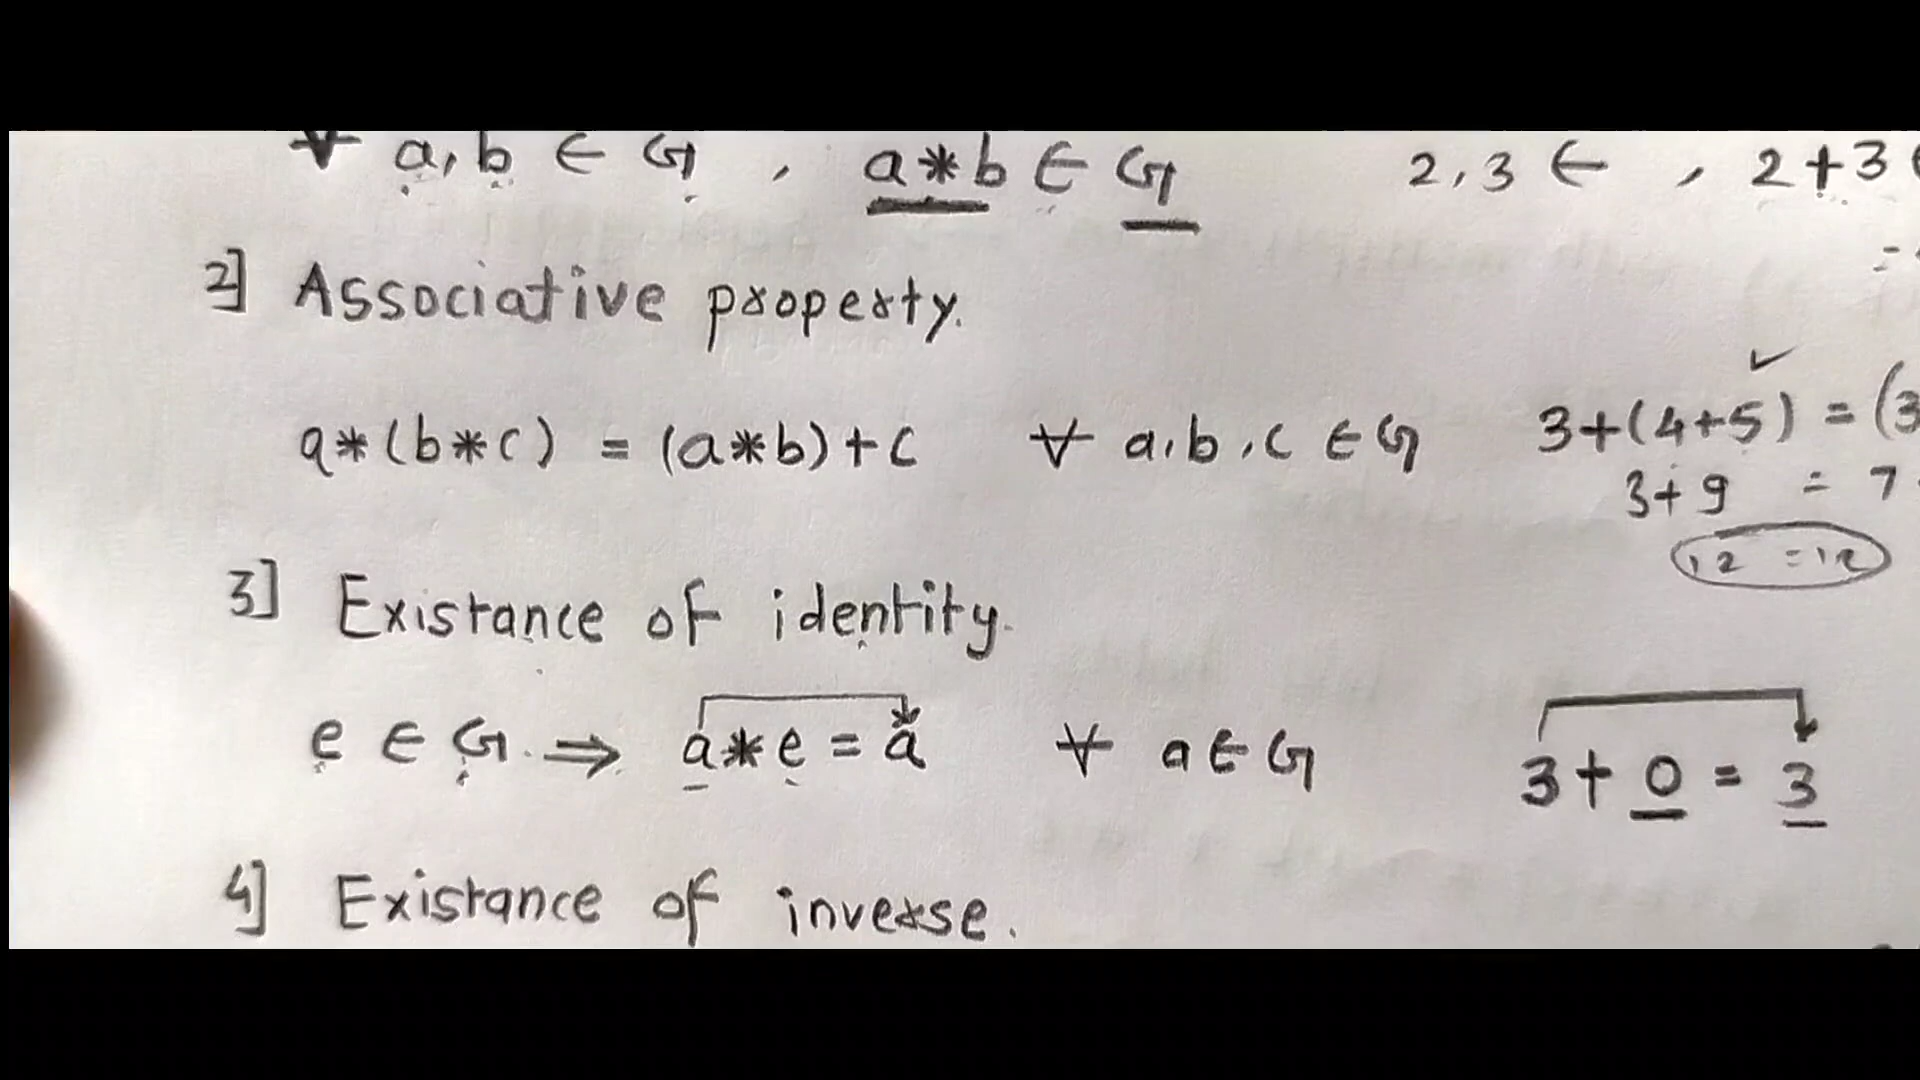 ∀ a, b ∈ G , a*b ∈ G 2,3 ∈ , 2+3
2] Associative property.
a*(b*c) = (a*b)+c ∀ a,b,c ∈ G 3+(4+5) = (3
3+9 = 7
12 =12
3] Existance of identity.
e ∈ G. ⇒ a*e = a ∀ a ∈ G 3+0 = 3
4] Existance of inverse.